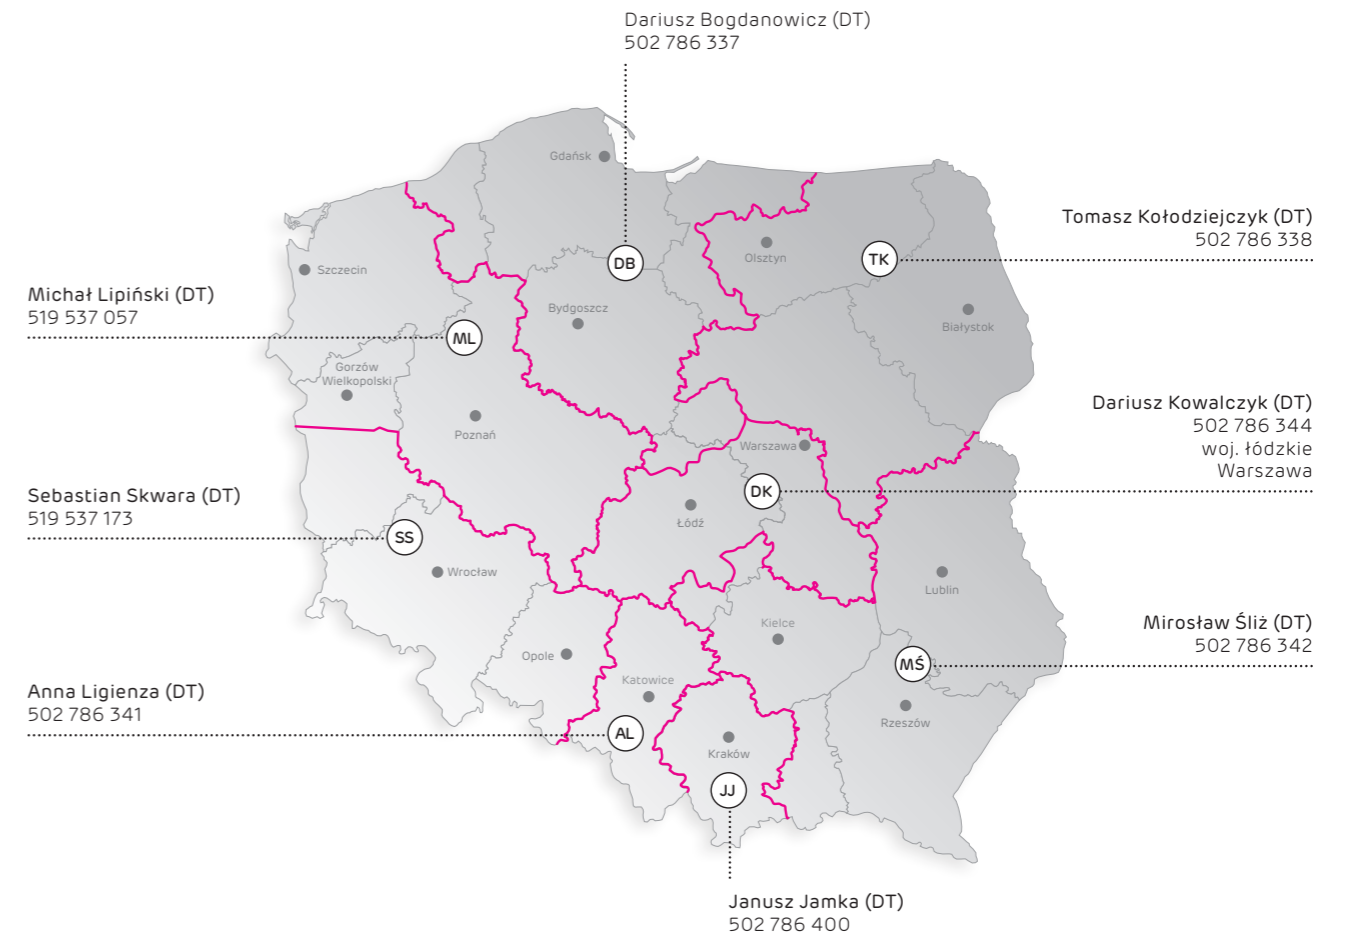 Dariusz Bogdanowicz (DT)
502 786 337
Gdańsk
Tomasz Kołodziejczyk (DT)
502 786 338
Olsztyn
TK
DB
Szczecin
Michał Lipiński (DT)
519 537 057
Bydgoszcz
Białystok
ML
Gorzów
Wielkopolski
Dariusz Kowalczyk (DT)
502 786 344
woj. łódzkie
Warszawa
Poznań
Warszawa
Sebastian Skwara (DT)
519 537 173
DK
Łódź
SS
Wrocław
Lublin
Kielce
Mirosław Śliż (DT)
502 786 342
Opole
MŚ
Katowice
Anna Ligienza (DT)
502 786 341
Rzeszów
AL
Kraków
JJ
Janusz Jamka (DT)
502 786 400